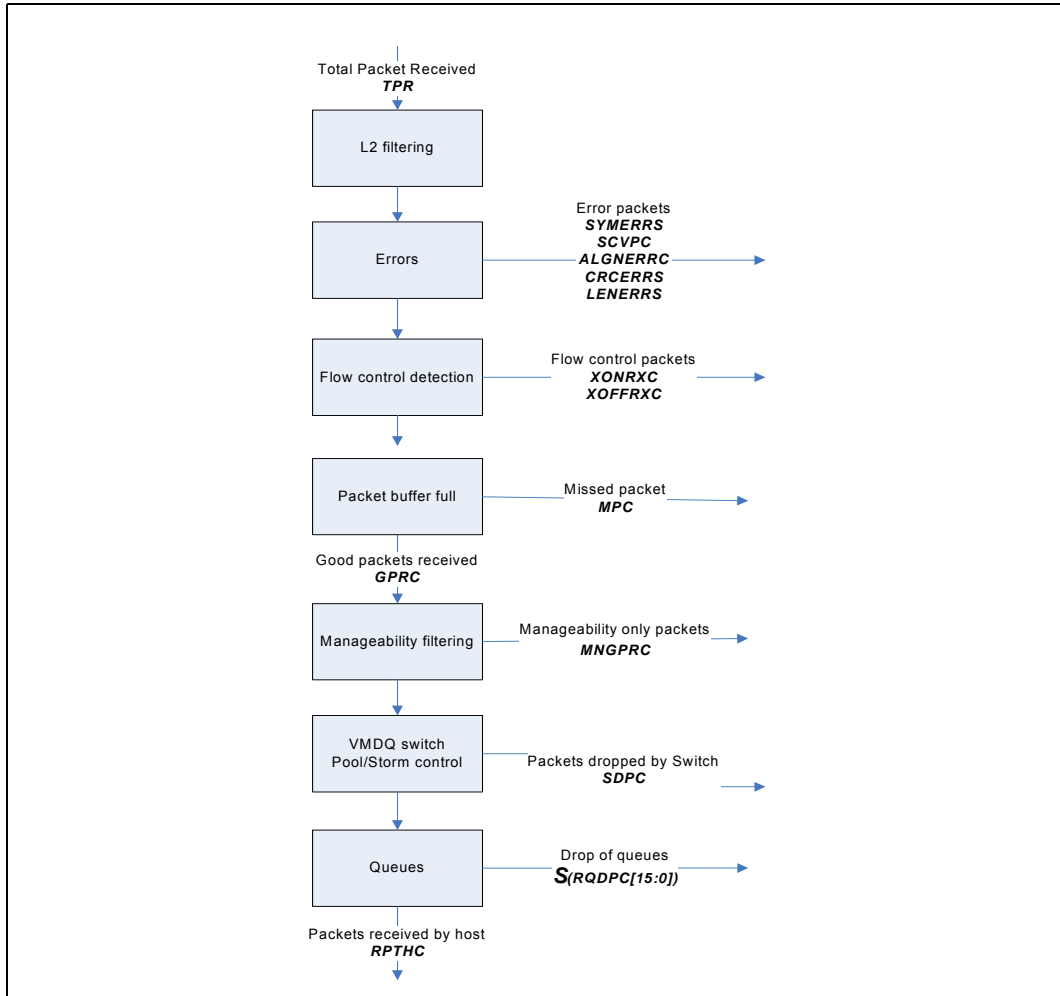 Total Packet Received
TPR
L2 filtering
Error packets
SYMERRS
SCVPC
Errors
ALGNERRC
CRCERRS
LENERRS
Flow control packets
Flow control detection
XONRXC
XOFFRXC
Packet buffer full
Missed packet
MPC
Good packets received
GPRC
Manageability filtering
Manageability only packets
MNGPRC
VMDQ switch
Pool/Storm control
Packets dropped by Switch
SDPC
Queues
Drop of queues
S(RQDPC[15:0])
Packets received by host
RPTHC